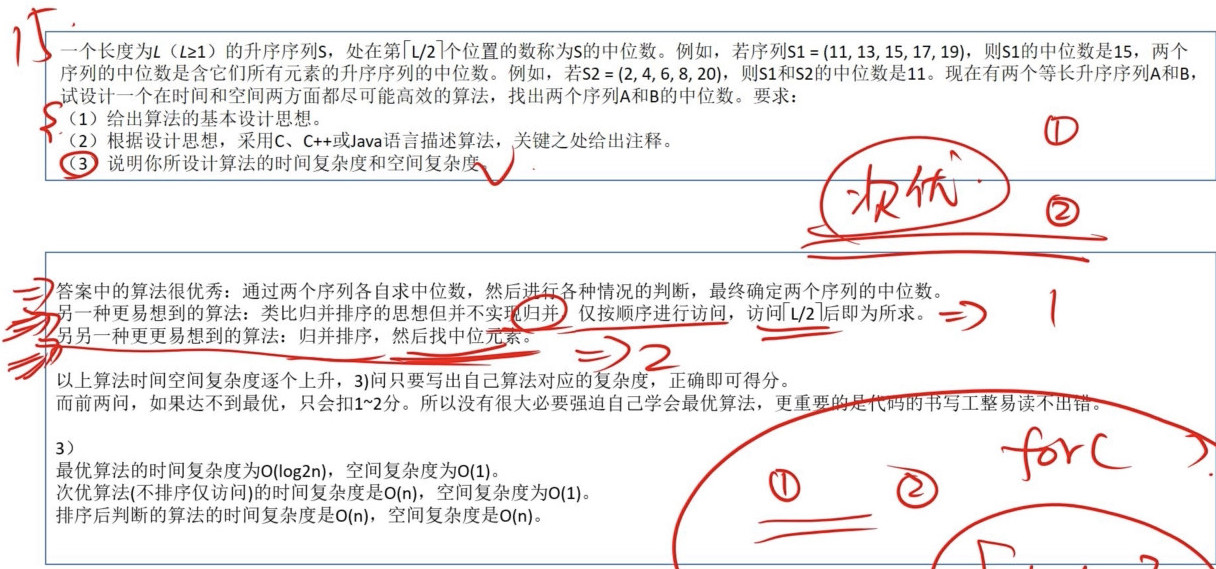 15
一个长度为L（L≥1）的升序序列S，处在第⌈L/2⌉个位置的数称为S的中位数。例如，若序列S1 = (11, 13, 15, 17, 19)，则S1的中位数是15，两个
序列的中位数是含它们所有元素的升序序列的中位数。例如，若S2 = (2, 4, 6, 8, 20)，则S1和S2的中位数是11。现在有两个等长升序序列A和B，
试设计一个在时间和空间两方面都尽可能高效的算法，找出两个序列A和B的中位数。要求：
（1）给出算法的基本设计思想。
（2）根据设计思想，采用C、C++或Java语言描述算法，关键之处给出注释。
（3）说明你所设计算法的时间复杂度和空间复杂度。
①
次优
②
答案中的算法很优秀：通过两个序列各自求中位数，然后进行各种情况的判断，最终确定两个序列的中位数。
另一种更易想到的算法：类比归并排序的思想但并不实现归并，仅按顺序进行访问，访问⌈L/2⌉后即为所求。 => 1
另另一种更更易想到的算法：归并排序，然后找中位元素。 => 2
以上算法时间空间复杂度逐个上升，3)问只要写出自己算法对应的复杂度，正确即可得分。
而前两问，如果达不到最优，只会扣1~2分。所以没有很大必要强迫自己学会最优算法，更重要的是代码的书写工整易读不出错。
3）
for( )
最优算法的时间复杂度为O(log2n)，空间复杂度为O(1)。
次优算法(不排序仅访问)的时间复杂度是O(n)，空间复杂度为O(1)。
① ②
排序后判断的算法的时间复杂度是O(n)，空间复杂度是O(n)。